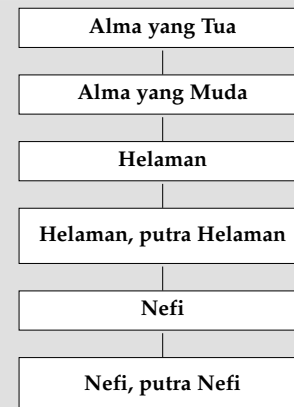 Alma yang Tua
Alma yang Muda
Helaman
Helaman, putra Helaman
Nefi
Nefi, putra Nefi